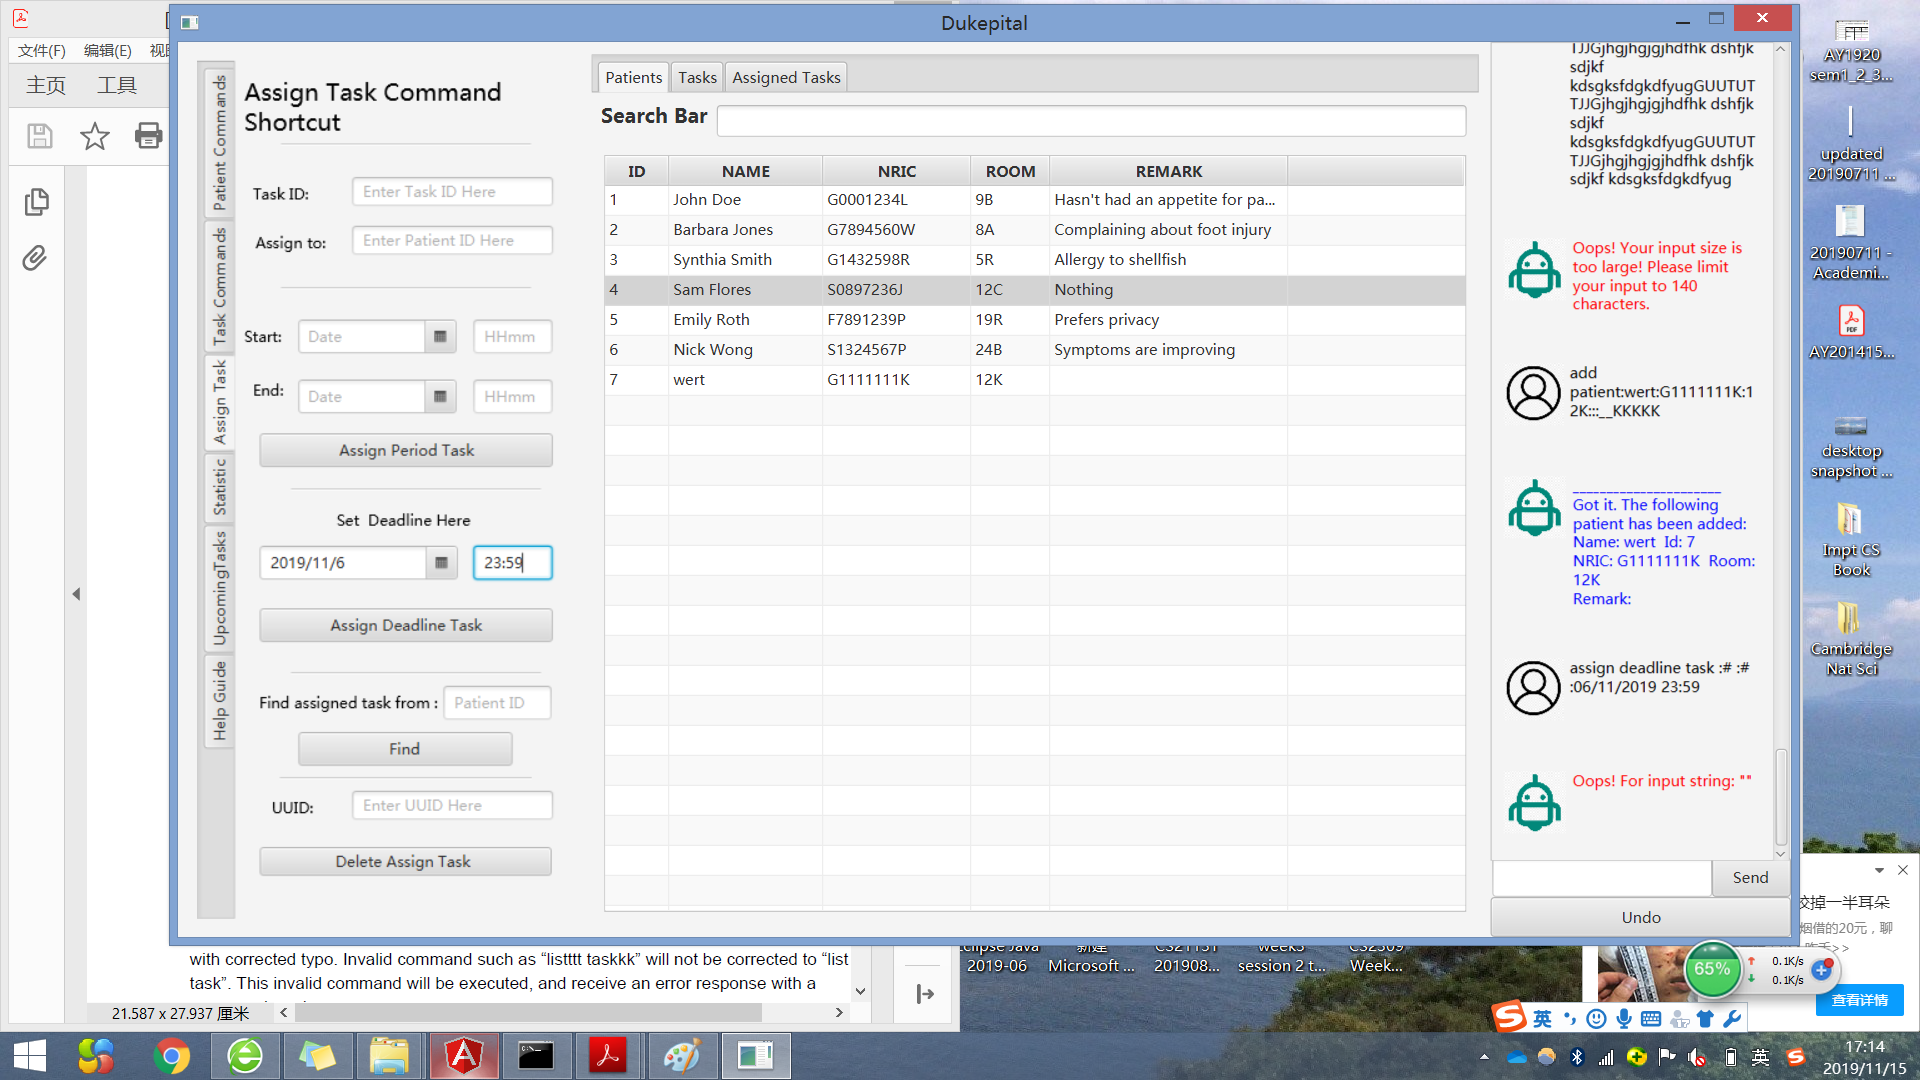 Dukepital
文件(F) 编辑(E)
主页 工具
Patient Commands
Task Commands
Assign Task
Statistic
UpcomingTasks
Help Guide
Assign Task Command
Shortcut
Task ID: Enter Task ID Here
Assign to: Enter Patient ID Here
Start: Date HHmm
End: Date HHmm
Assign Period Task
Set Deadline Here
2019/11/6 23:59
Assign Deadline Task
Find assigned task from : Patient ID
Find
UUID: Enter UUID Here
Delete Assign Task
Patients Tasks Assigned Tasks
Search Bar
ID NAME NRIC ROOM REMARK
1 John Doe G0001234L 9B Hasn't had an appetite for pa...
2 Barbara Jones G7894560W 8A Complaining about foot injury
3 Synthia Smith G1432598R 5R Allergy to shellfish
4 Sam Flores S0897236J 12C Nothing
5 Emily Roth F7891239P 19R Prefers privacy
6 Nick Wong S1324567P 24B Symptoms are improving
7 wert G1111111K 12K
TJJGjhgjhgjgjhdfhk dshfjk
sdjkf
kdsgksfdgkdfyugGUUTUT
TJJGjhgjhgjgjhdfhk dshfjk
sdjkf
kdsgksfdgkdfyugGUUTUT
TJJGjhgjhgjgjhdfhk dshfjk
sdjkf kdsgksfdgkdfyug
Oops! Your input size is
too large! Please limit
your input to 140
characters.
add
patient:wert:G1111111K:1
2K:::__KKKKK
______________________
Got it. The following
patient has been added:
Name: wert Id: 7
NRIC: G1111111K Room:
12K
Remark:
assign deadline task :# :#
:06/11/2019 23:59
Oops! For input string: ""
Send
Undo
AY1920
sem1_2_3...
updated
20190711 ...
20190711 -
Academi...
PDF
AY201415...
desktop
snapshot ...
Impt CS
Book
Cambridge
Nat Sci
with corrected typo. Invalid command such as “listttt taskkk” will not be corrected to “list
task”. This invalid command will be executed, and receive an error response with a
21.587 x 27.937 厘米
2019-06
Microsoft ...
201908...
session 2 t...
Week...
掉一半耳朵
烟借的20元，聊
65%
0.1K/s
0.1K/s
查看详情
英
英
17:14
2019/11/15